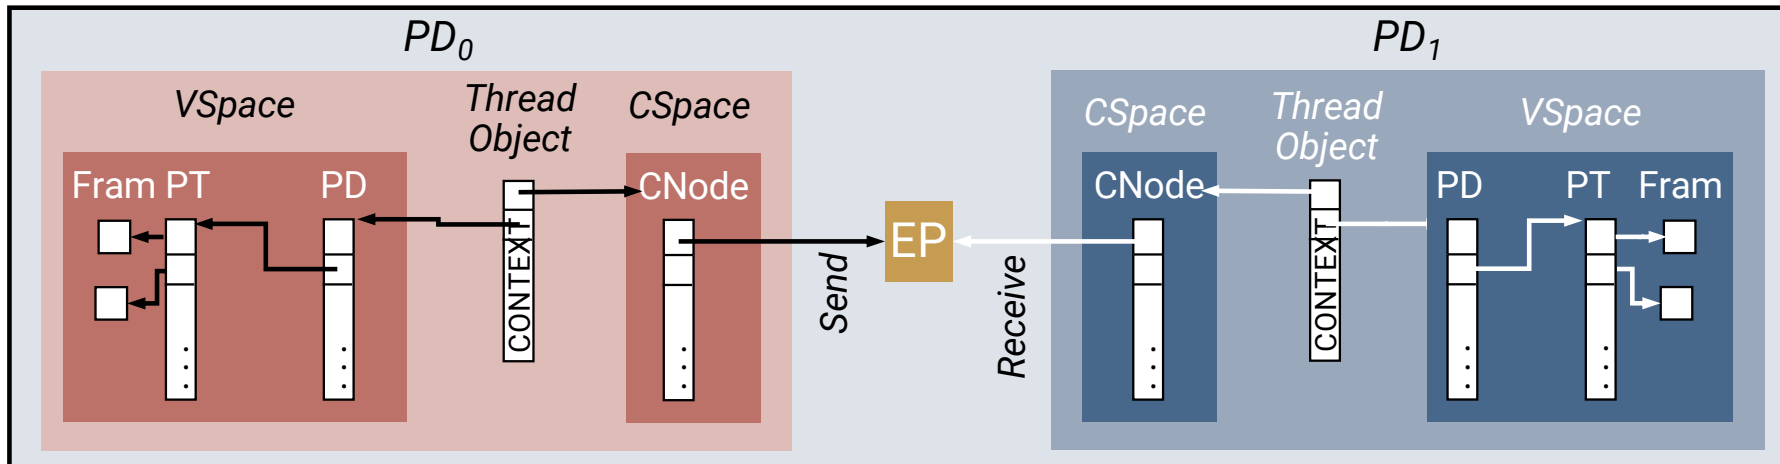 PD0
PD1
VSpace
Thread
Object
CSpace
CSpace
Thread
Object
VSpace
Fram PT
PD
CNode
CONTEXT
Send
EP
Receive
CNode
CONTEXT
PD
PT
Fram